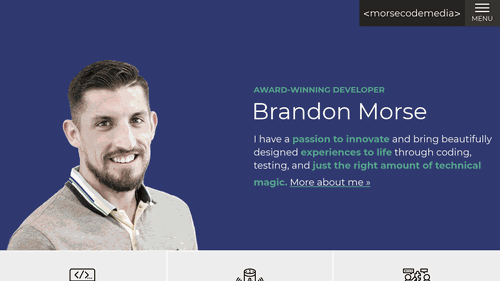 <morsecodemedia>
MENU
AWARD-WINNING DEVELOPER
Brandon Morse
I have a passion to innovate and bring beautifully
designed experiences to life through coding,
testing, and just the right amount of technical
magic. More about me »
</>